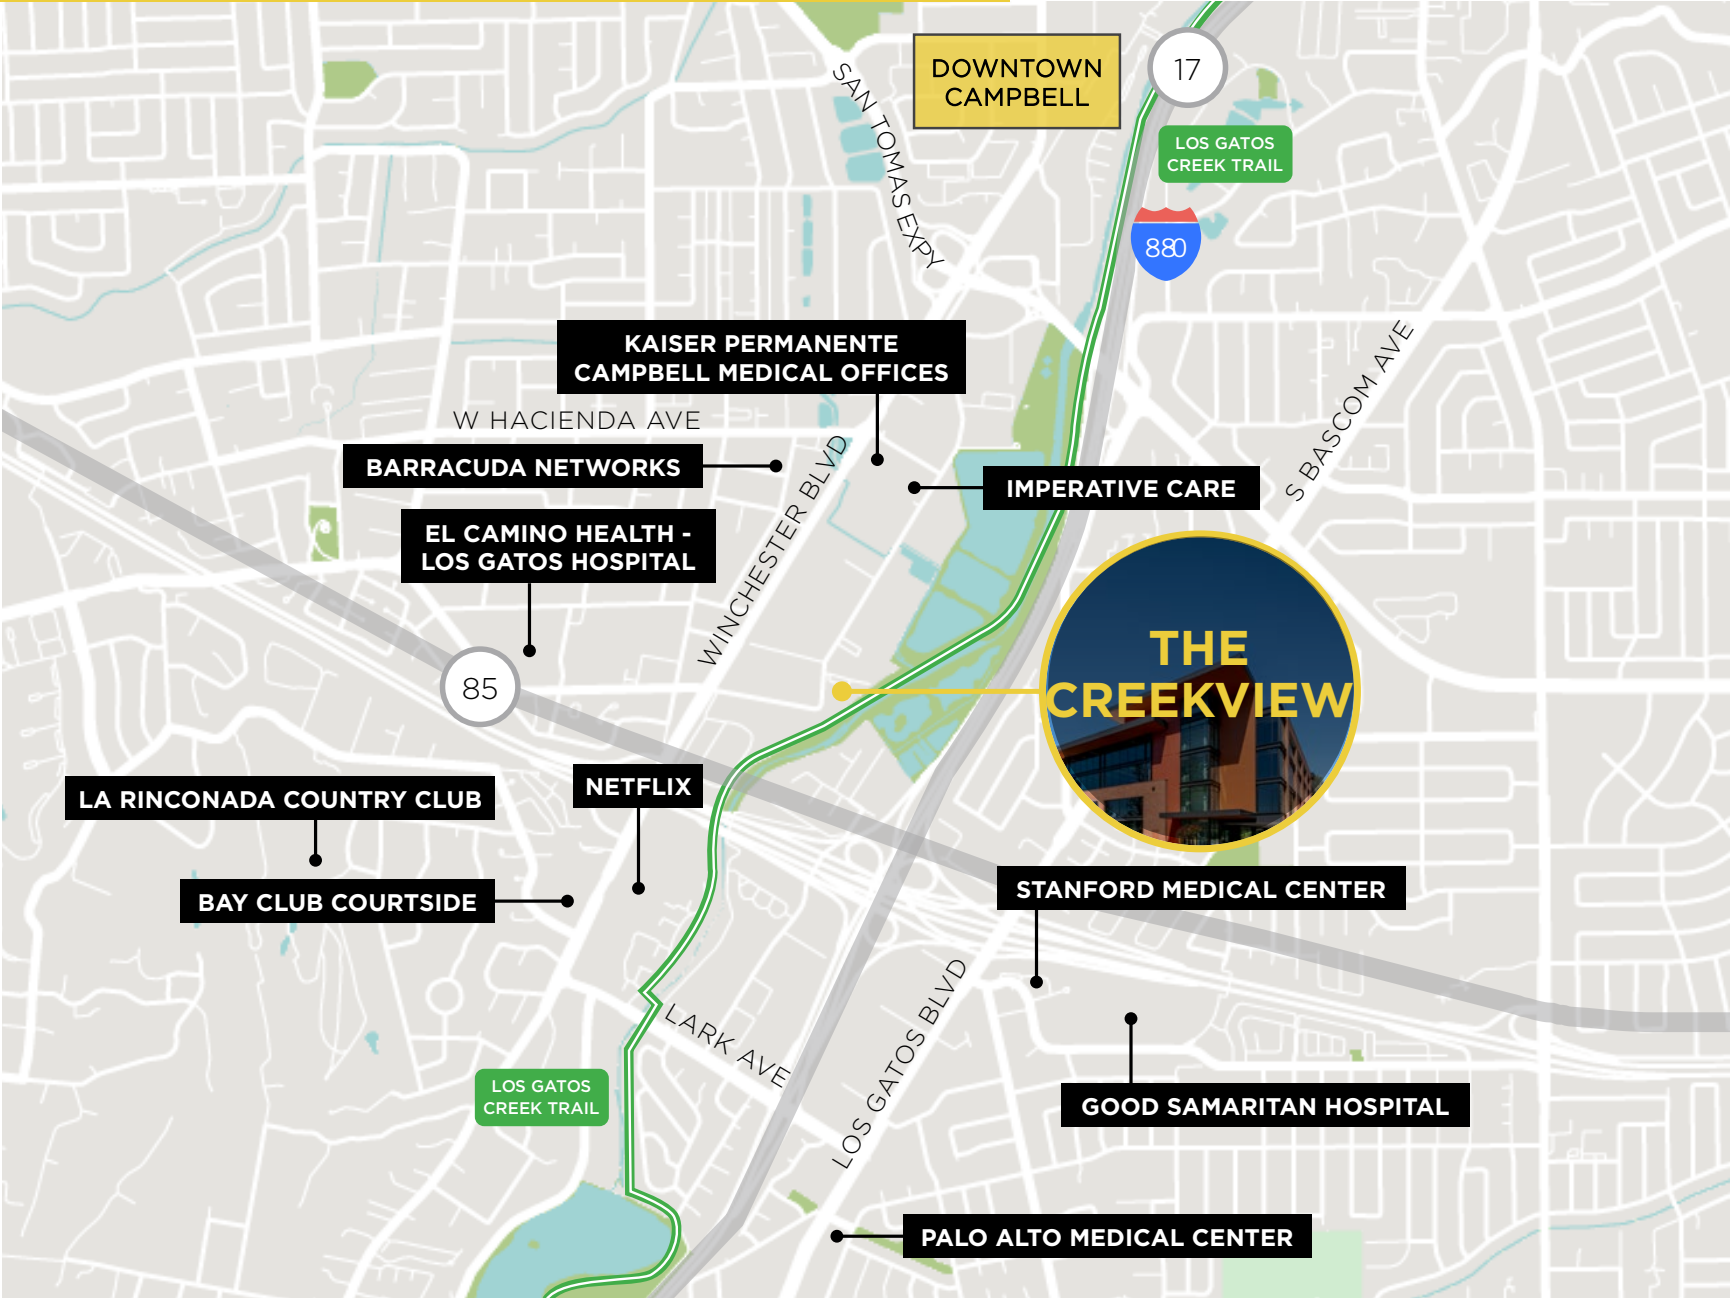 DOWNTOWN
CAMPBELL
17
SAN TOMAS EXPY
LOS GATOS
CREEK TRAIL
880
KAISER PERMANENTE
CAMPBELL MEDICAL OFFICES
W HACIENDA AVE
BARRACUDA NETWORKS
WINCHESTER BLVD
S BASCOM AVE
IMPERATIVE CARE
EL CAMINO HEALTH -
LOS GATOS HOSPITAL
THE
CREEKVIEW
85
NETFLIX
LA RINCONADA COUNTRY CLUB
BAY CLUB COURTSIDE
STANFORD MEDICAL CENTER
LARK AVE
LOS GATOS BLVD
LOS GATOS
CREEK TRAIL
GOOD SAMARITAN HOSPITAL
PALO ALTO MEDICAL CENTER